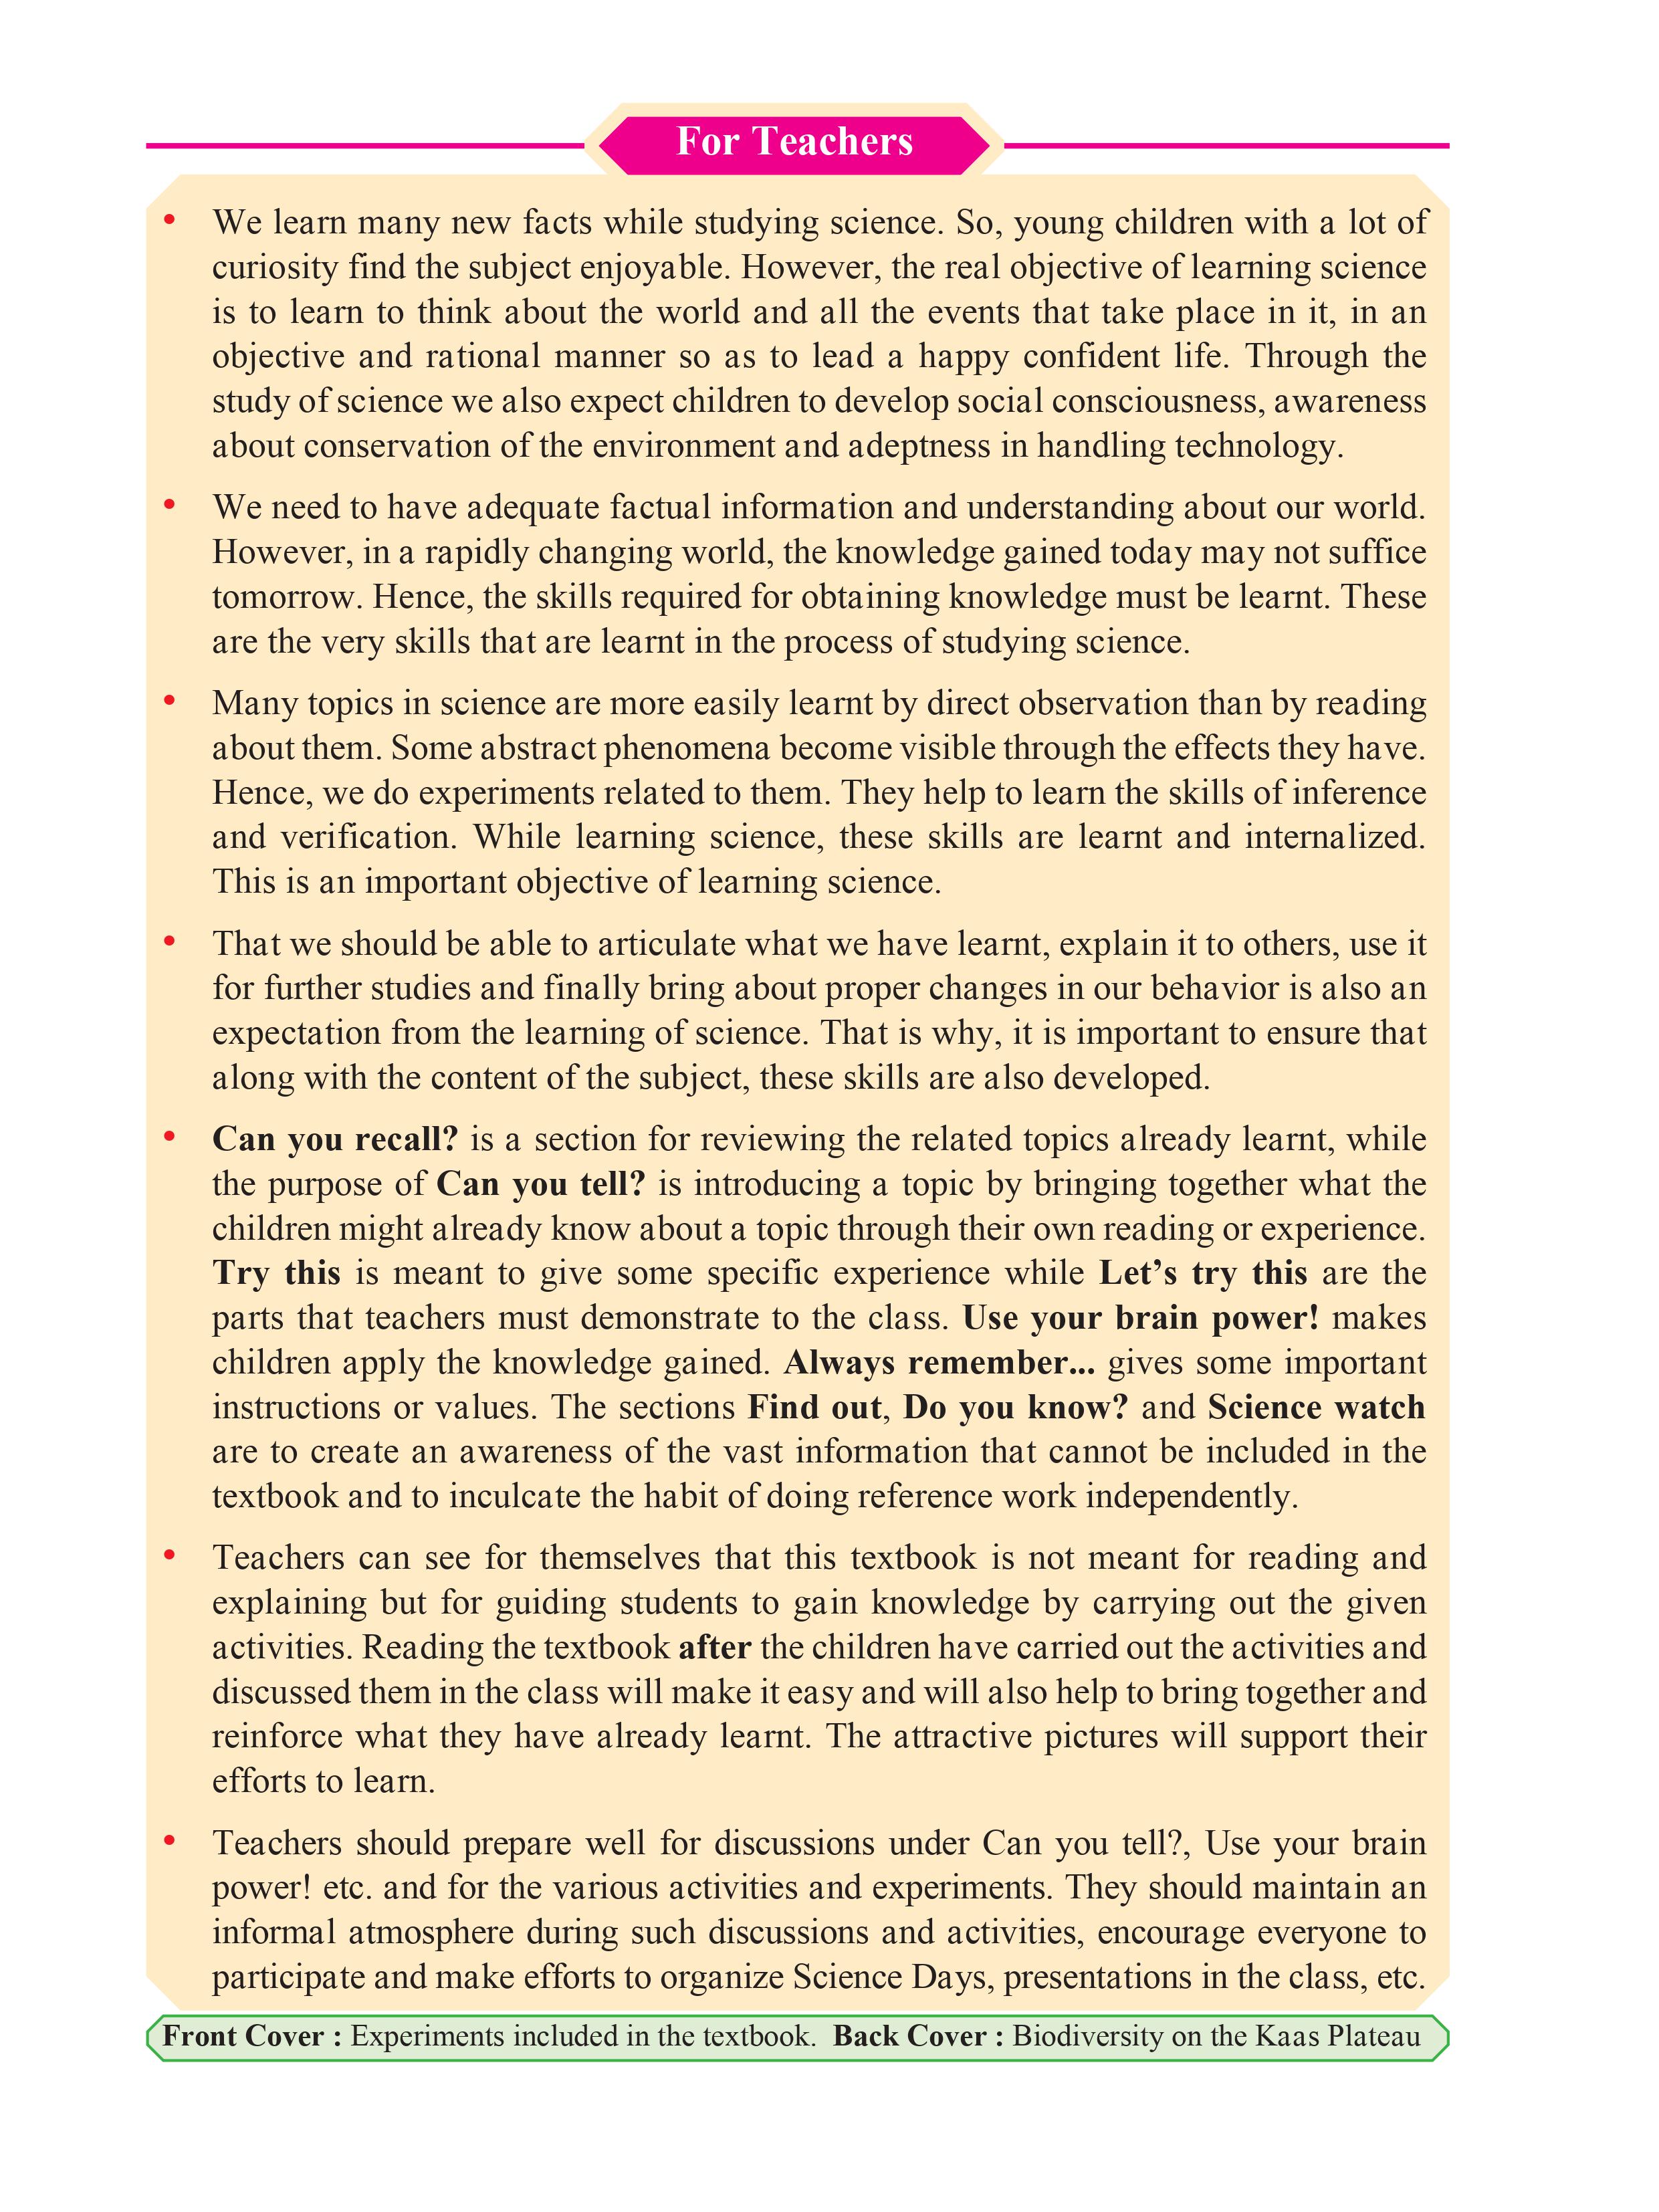 For Teachers
• We learn many new facts while studying science. So, young children with a lot of
curiosity find the subject enjoyable. However, the real objective of learning science
is to learn to think about the world and all the events that take place in it, in an
objective and rational manner so as to lead a happy confident life. Through the
study of science we also expect children to develop social consciousness, awareness
about conservation of the environment and adeptness in handling technology.
• We need to have adequate factual information and understanding about our world.
However, in a rapidly changing world, the knowledge gained today may not suffice
tomorrow. Hence, the skills required for obtaining knowledge must be learnt. These
are the very skills that are learnt in the process of studying science.
• Many topics in science are more easily learnt by direct observation than by reading
about them. Some abstract phenomena become visible through the effects they have.
Hence, we do experiments related to them. They help to learn the skills of inference
and verification. While learning science, these skills are learnt and internalized.
This is an important objective of learning science.
• That we should be able to articulate what we have learnt, explain it to others, use it
for further studies and finally bring about proper changes in our behavior is also an
expectation from the learning of science. That is why, it is important to ensure that
along with the content of the subject, these skills are also developed.
• Can you recall? is a section for reviewing the related topics already learnt, while
the purpose of Can you tell? is introducing a topic by bringing together what the
children might already know about a topic through their own reading or experience.
Try this is meant to give some specific experience while Let’s try this are the
parts that teachers must demonstrate to the class. Use your brain power! makes
children apply the knowledge gained. Always remember... gives some important
instructions or values. The sections Find out, Do you know? and Science watch
are to create an awareness of the vast information that cannot be included in the
textbook and to inculcate the habit of doing reference work independently.
• Teachers can see for themselves that this textbook is not meant for reading and
explaining but for guiding students to gain knowledge by carrying out the given
activities. Reading the textbook after the children have carried out the activities and
discussed them in the class will make it easy and will also help to bring together and
reinforce what they have already learnt. The attractive pictures will support their
efforts to learn.
• Teachers should prepare well for discussions under Can you tell?, Use your brain
power! etc. and for the various activities and experiments. They should maintain an
informal atmosphere during such discussions and activities, encourage everyone to
participate and make efforts to organize Science Days, presentations in the class, etc.
Front Cover : Experiments included in the textbook. Back Cover : Biodiversity on the Kaas Plateau